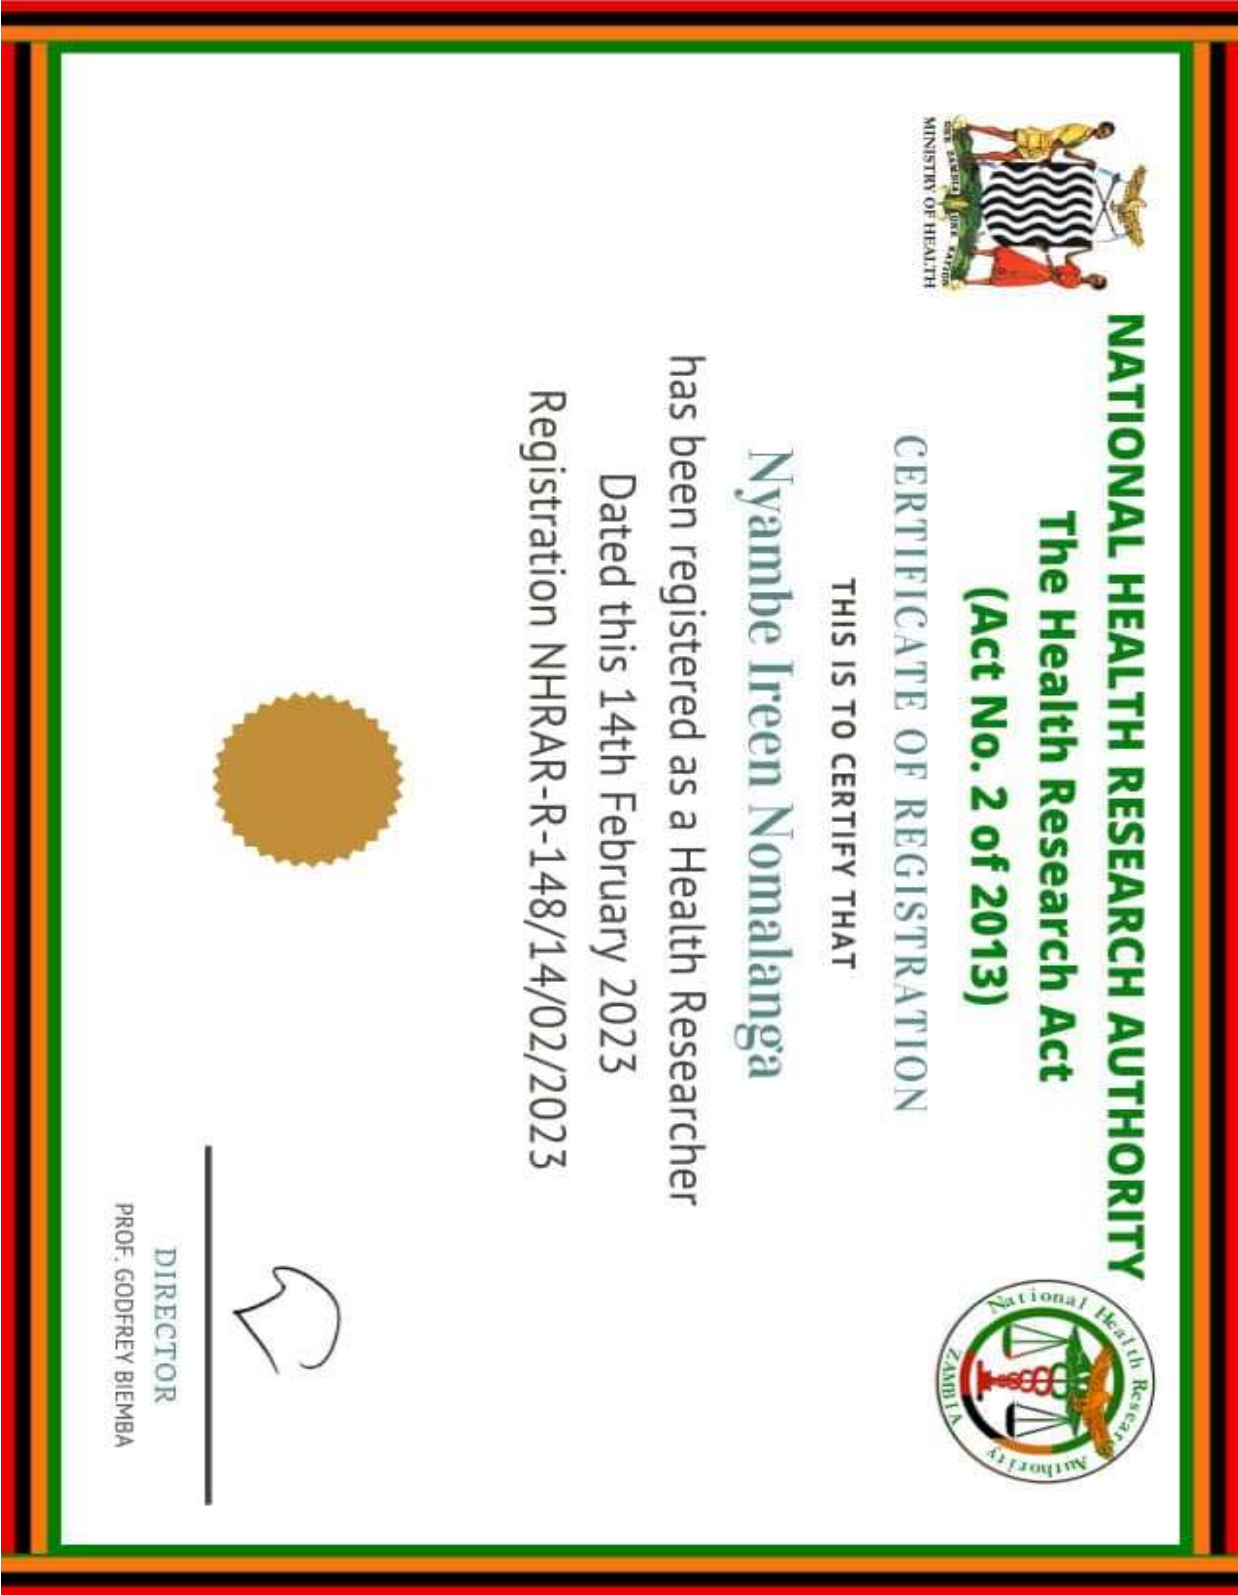 NATIONAL HEALTH RESEARCH AUTHORITY
The Health Research Act
(Act No. 2 of 2013)
ONE ZAMBIA ONE NATION
MINISTRY OF HEALTH
National Health Research Authority
ZAMBIA
CERTIFICATE OF REGISTRATION
THIS IS TO CERTIFY THAT
Nyambe Ireen Nomalanga
has been registered as a Health Researcher
Dated this 14th February 2023
Registration NHRAR-R-148/14/02/2023
DIRECTOR
PROF. GODFREY BIEMBA